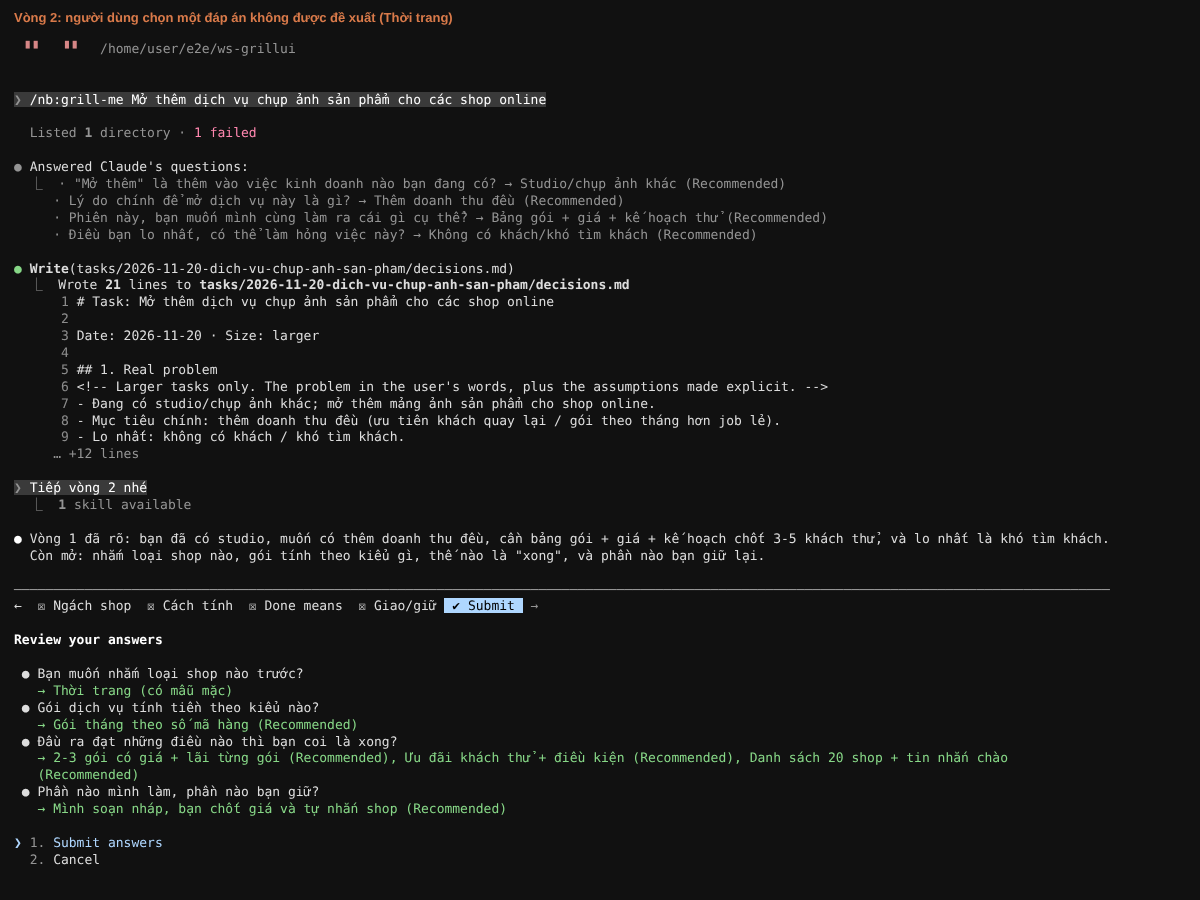 Vòng 2: người dùng chọn một đáp án không được đề xuất (Thời trang)
/home/user/e2e/ws-grillui
❯ /nb:grill-me Mở thêm dịch vụ chụp ảnh sản phẩm cho các shop online
Listed 1 directory · 1 failed
● Answered Claude's questions:
⎿ · "Mở thêm" là thêm vào việc kinh doanh nào bạn đang có? → Studio/chụp ảnh khác (Recommended)
· Lý do chính để mở dịch vụ này là gì? → Thêm doanh thu đều (Recommended)
· Phiên này, bạn muốn mình cùng làm ra cái gì cụ thể? → Bảng gói + giá + kế hoạch thử (Recommended)
· Điều bạn lo nhất, có thể làm hỏng việc này? → Không có khách/khó tìm khách (Recommended)
● Write(tasks/2026-11-20-dich-vu-chup-anh-san-pham/decisions.md)
⎿ Wrote 21 lines to tasks/2026-11-20-dich-vu-chup-anh-san-pham/decisions.md
1 # Task: Mở thêm dịch vụ chụp ảnh sản phẩm cho các shop online
2
3 Date: 2026-11-20 · Size: larger
4
5 ## 1. Real problem
6 <!-- Larger tasks only. The problem in the user's words, plus the assumptions made explicit. -->
7 - Đang có studio/chụp ảnh khác; mở thêm mảng ảnh sản phẩm cho shop online.
8 - Mục tiêu chính: thêm doanh thu đều (ưu tiên khách quay lại / gói theo tháng hơn job lẻ).
9 - Lo nhất: không có khách / khó tìm khách.
… +12 lines
❯ Tiếp vòng 2 nhé
⎿ 1 skill available
● Vòng 1 đã rõ: bạn đã có studio, muốn có thêm doanh thu đều, cần bảng gói + giá + kế hoạch chốt 3-5 khách thử, và lo nhất là khó tìm khách.
Còn mở: nhắm loại shop nào, gói tính theo kiểu gì, thế nào là "xong", và phần nào bạn giữ lại.
← ☒ Ngách shop ☒ Cách tính ☒ Done means ☒ Giao/giữ ✔ Submit →
Review your answers
● Bạn muốn nhắm loại shop nào trước?
→ Thời trang (có mẫu mặc)
● Gói dịch vụ tính tiền theo kiểu nào?
→ Gói tháng theo số mã hàng (Recommended)
● Đầu ra đạt những điều nào thì bạn coi là xong?
→ 2-3 gói có giá + lãi từng gói (Recommended), Ưu đãi khách thử + điều kiện (Recommended), Danh sách 20 shop + tin nhắn chào
(Recommended)
● Phần nào mình làm, phần nào bạn giữ?
→ Mình soạn nháp, bạn chốt giá và tự nhắn shop (Recommended)
❯ 1. Submit answers
2. Cancel